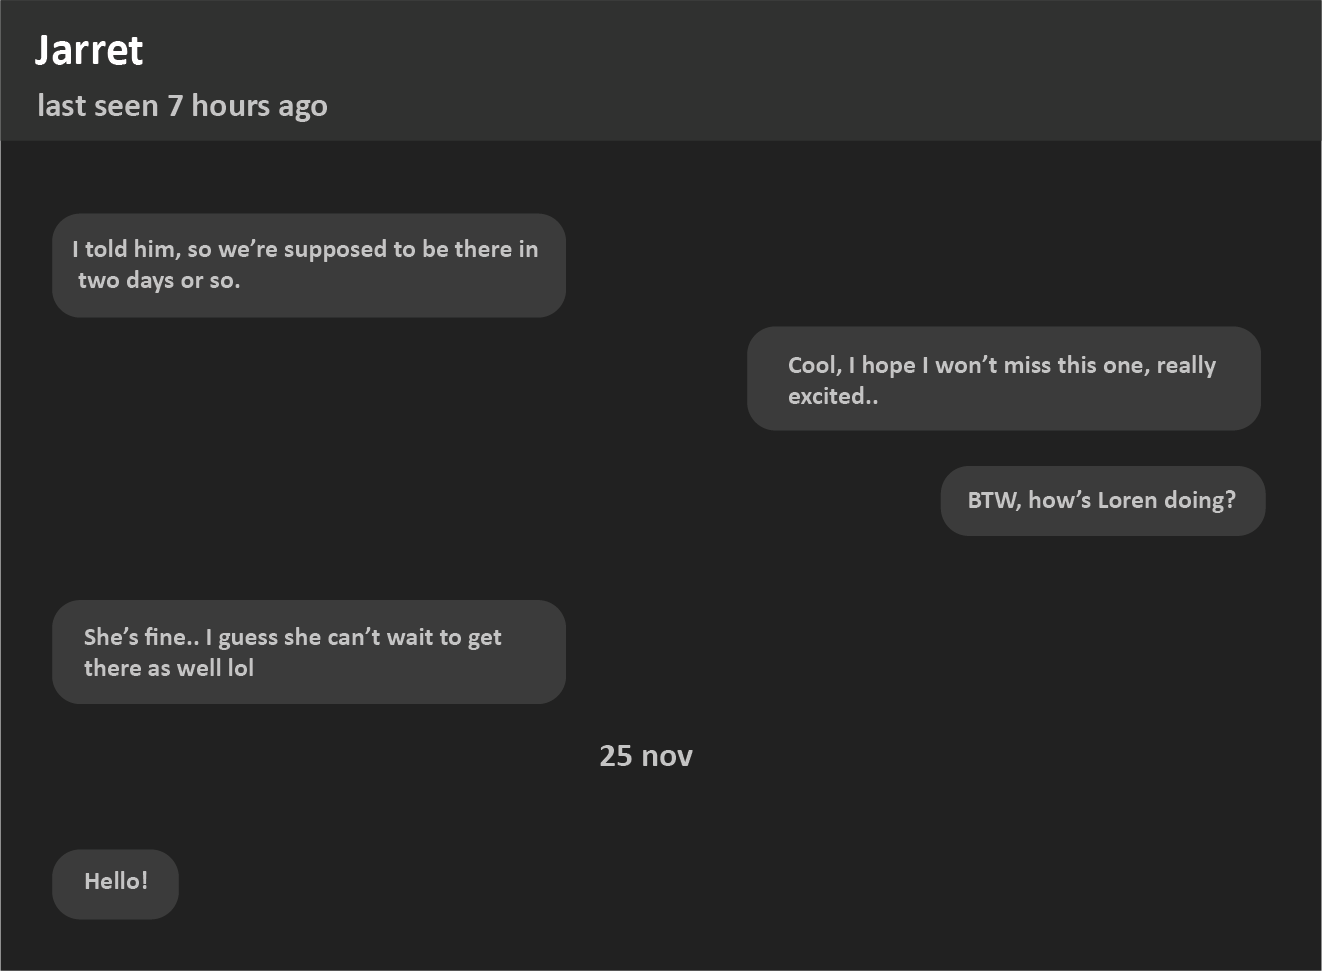 Jarret
last seen 7 hours ago
I told him, so we’re supposed to be there in
two days or so.
Cool, I hope I won’t miss this one, really
excited..
BTW, how’s Loren doing?
She’s fine.. I guess she can’t wait to get
there as well lol
25 nov
Hello!